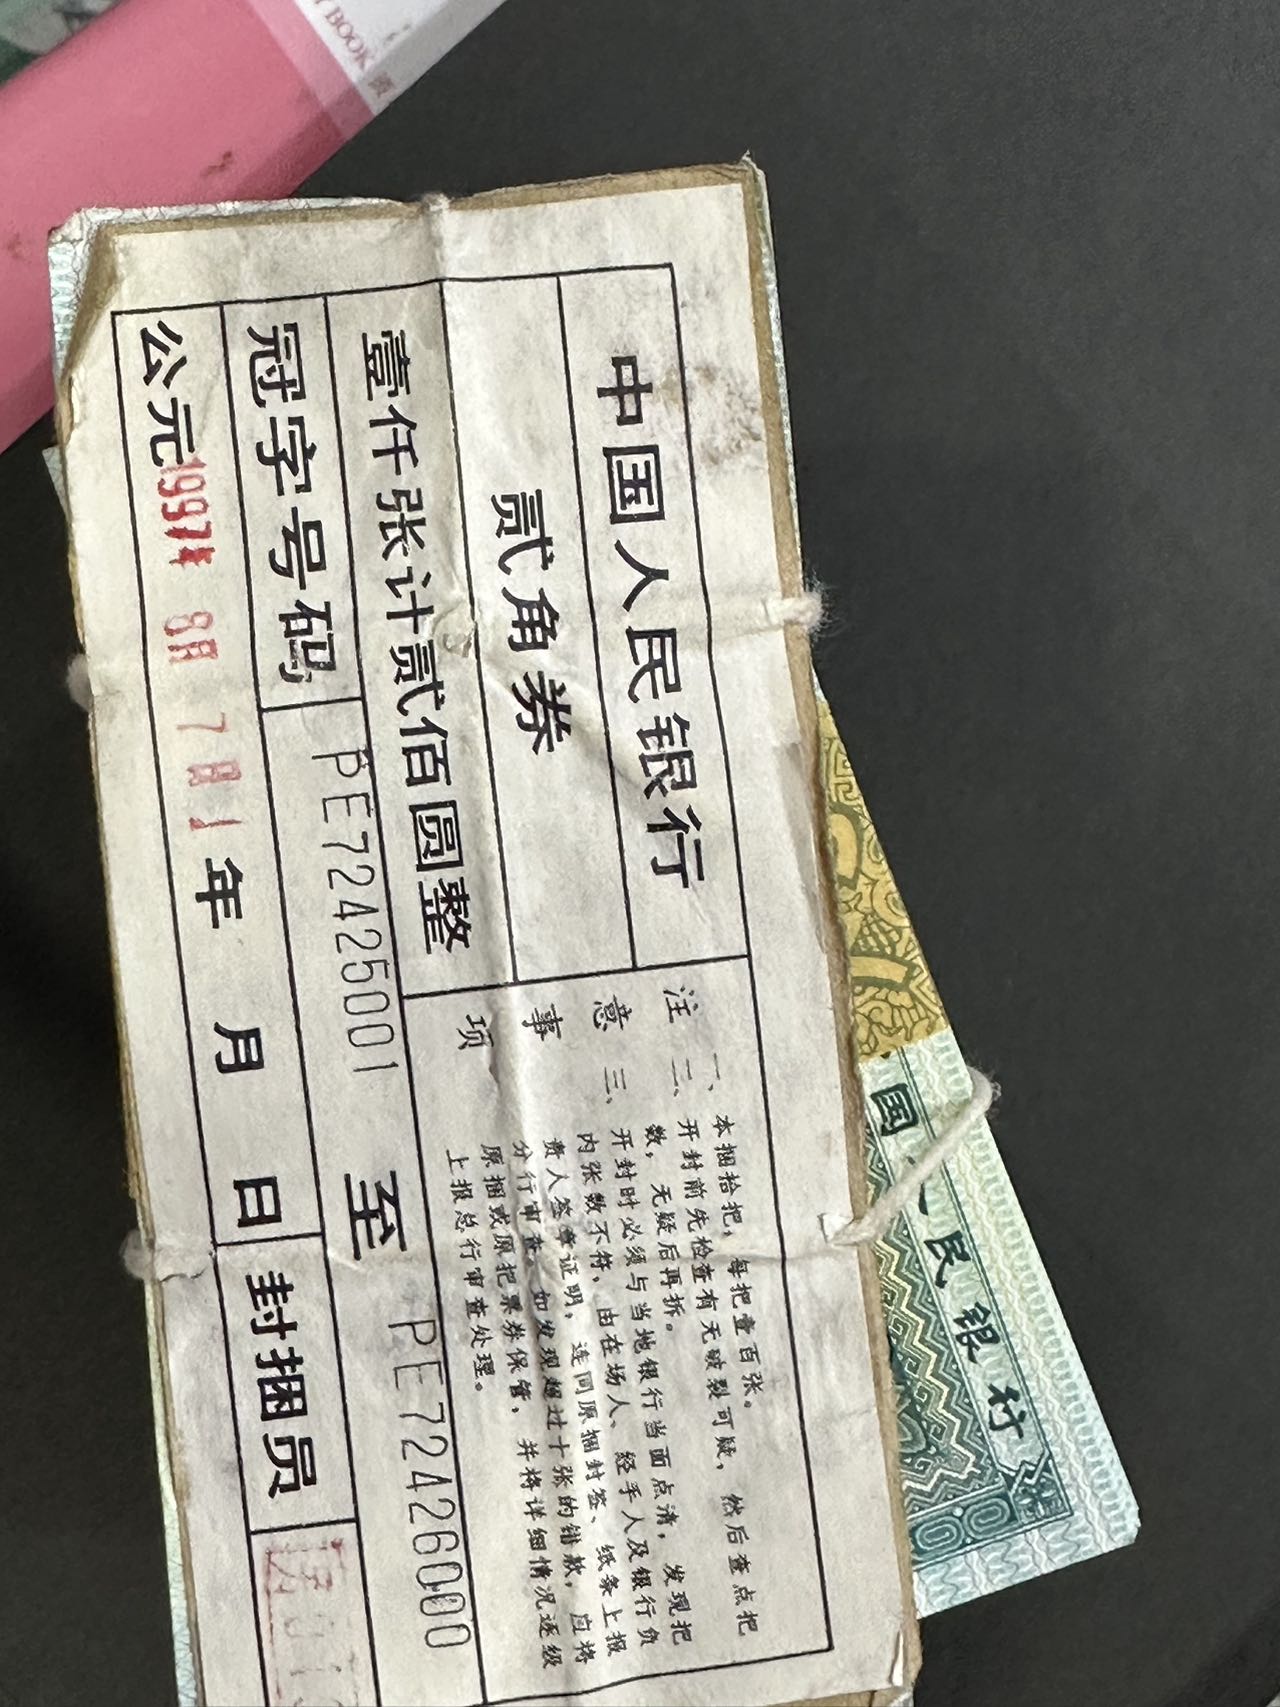 Y BOOK
中国人民银行
贰角券
壹仟张计贰佰圆整
冠字号码 PE72425001 至 PE72426000
公元 1997年 8月 7日 年 月 日 封捆员
注意事项
一、本捆拾把，每把壹百张。
二、开封前先检查有无破裂可疑，然后查点把
数，无疑后再拆。
三、开封时必须与当地银行当面点清，发现把
内张数不符，由在场人、经手人及银行负
责人签章证明，连同原捆封签、纸条上报
分行审查。如发现超过十张的错款，应将
原捆或原把票券保管，并将详细情况逐级
上报总行审查处理。
国人民银行